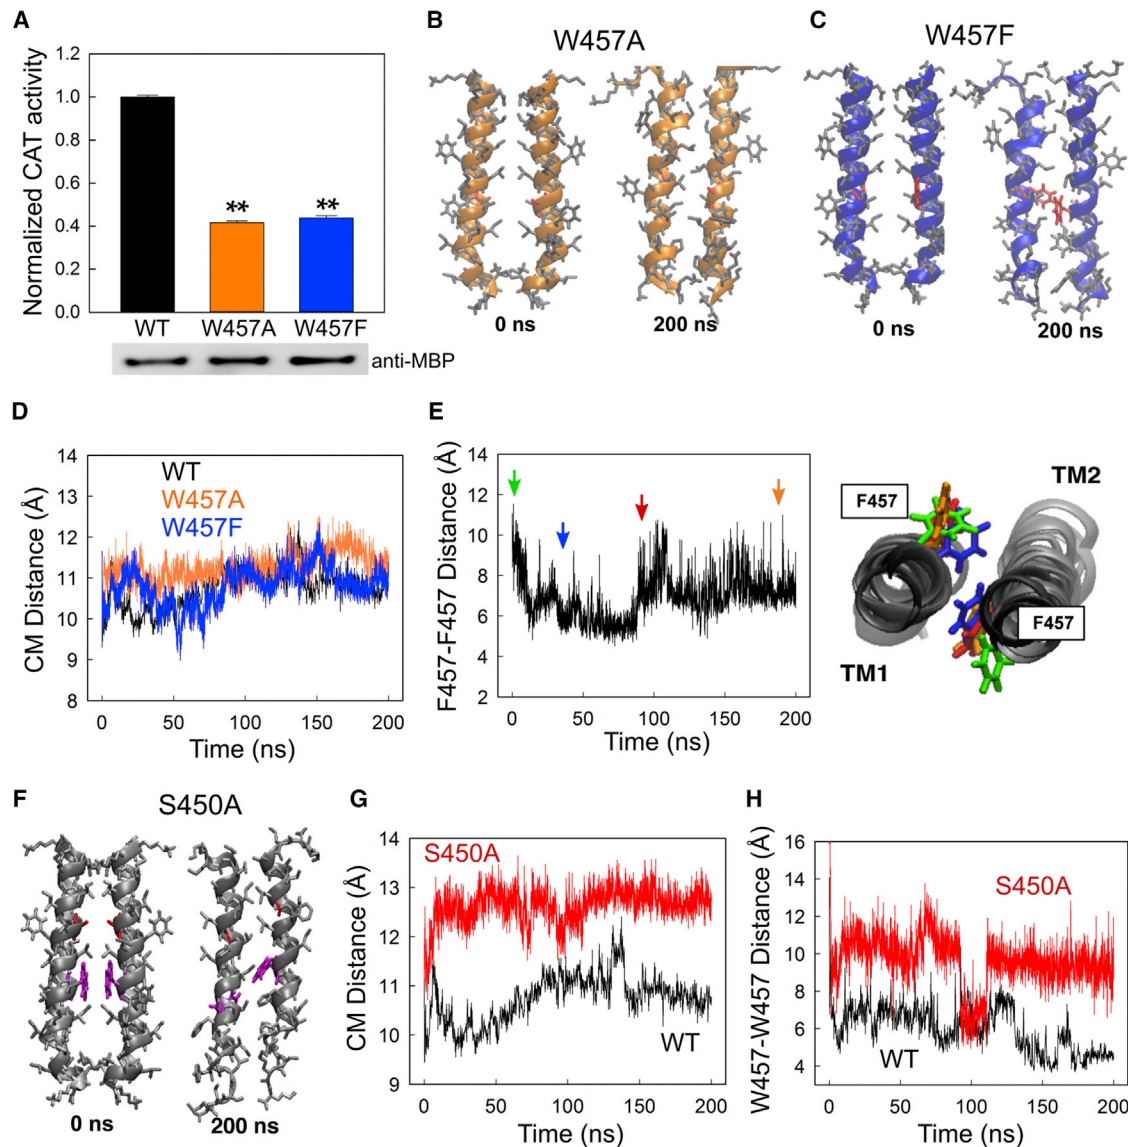 A
Normalized CAT activity
1.2
1.0
0.8
0.6
0.4
0.2
0.0
**
**
WT
W457A
W457F
anti-MBP
B
W457A
0 ns
200 ns
C
W457F
0 ns
200 ns
D
CM Distance (Å)
14
13
12
11
10
9
8
WT
W457A
W457F
0
50
100
150
200
Time (ns)
E
F457-F457 Distance (Å)
14
12
10
8
6
4
2
0
50
100
150
200
Time (ns)
TM2
F457
F457
TM1
F
S450A
0 ns
200 ns
G
CM Distance (Å)
14
13
12
11
10
9
S450A
WT
0
50
100
150
200
Time (ns)
H
W457-W457 Distance (Å)
16
14
12
10
8
6
4
S450A
WT
0
50
100
150
200
Time (ns)